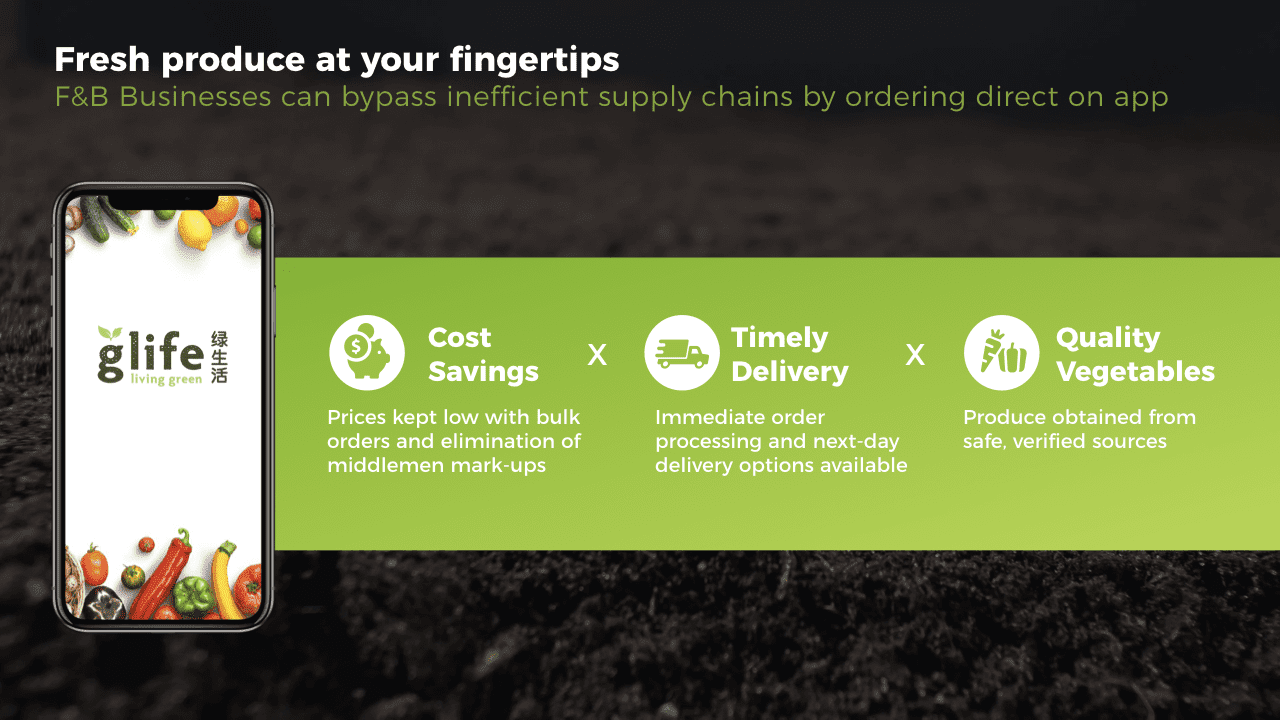 Fresh produce at your fingertips
F&B Businesses can bypass inefficient supply chains by ordering direct on app
glife
living green
绿生活
Cost
Savings
Prices kept low with bulk
orders and elimination of
middlemen mark-ups
x
Timely
Delivery
Immediate order
processing and next-day
delivery options available
x
Quality
Vegetables
Produce obtained from
safe, verified sources